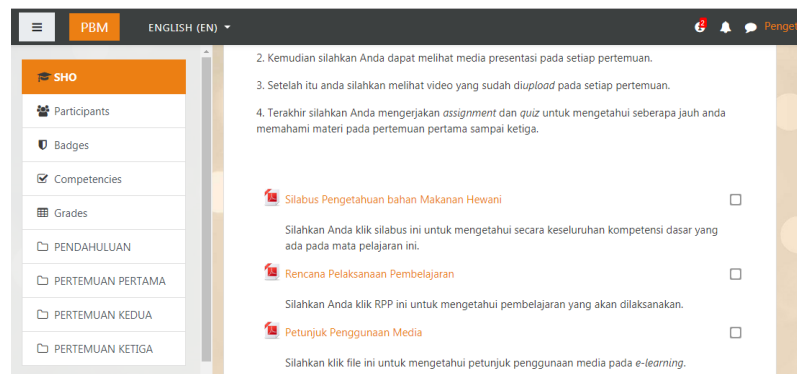 PBM ENGLISH (EN)
2 Penget
SHO
Participants
Badges
Competencies
Grades
PENDAHULUAN
PERTEMUAN PERTAMA
PERTEMUAN KEDUA
PERTEMUAN KETIGA
2. Kemudian silahkan Anda dapat melihat media presentasi pada setiap pertemuan.
3. Setelah itu anda silahkan melihat video yang sudah diupload pada setiap pertemuan.
4. Terakhir silahkan Anda mengerjakan assignment dan quiz untuk mengetahui seberapa jauh anda
memahami materi pada pertemuan pertama sampai ketiga.
Silabus Pengetahuan bahan Makanan Hewani
Silahkan Anda klik silabus ini untuk mengetahui secara keseluruhan kompetensi dasar yang
ada pada mata pelajaran ini.
Rencana Pelaksanaan Pembelajaran
Silahkan Anda klik RPP ini untuk mengetahui pembelajaran yang akan dilaksanakan.
Petunjuk Penggunaan Media
Silahkan klik file ini untuk mengetahui petunjuk penggunaan media pada e-learning.